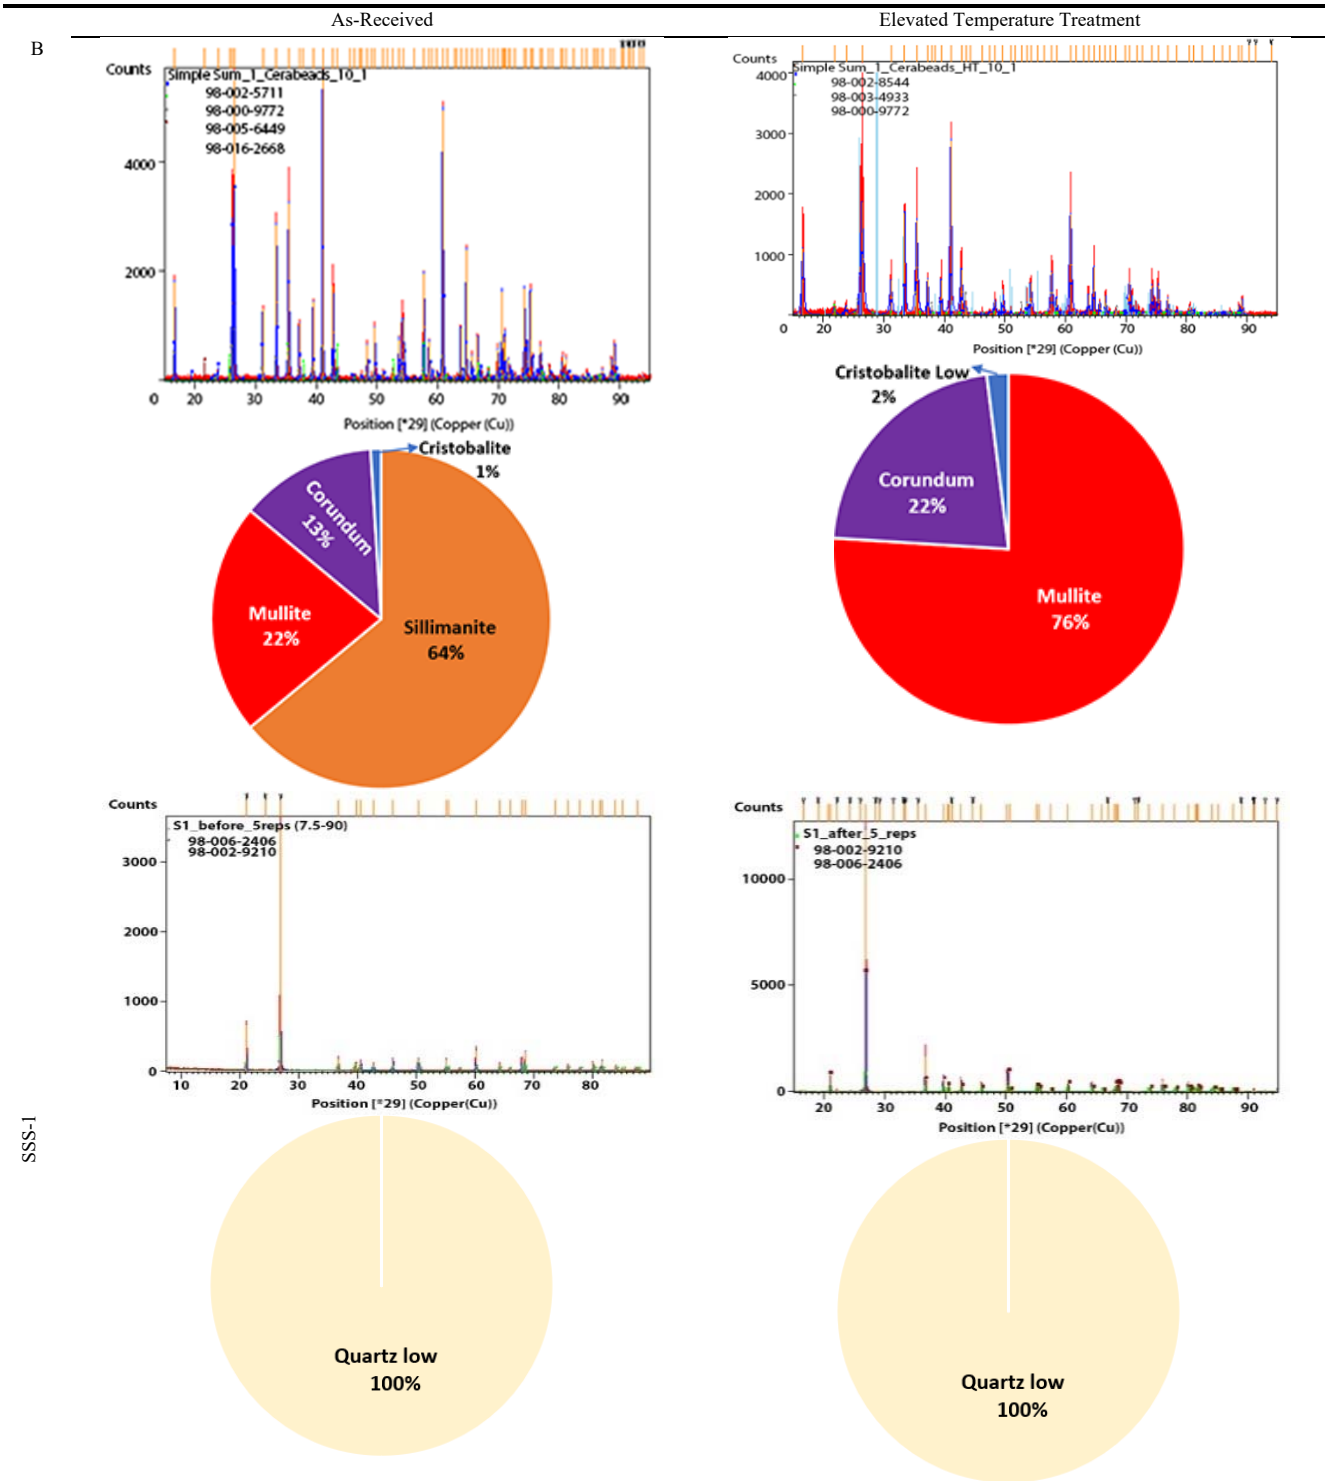 As-Received
Elevated Temperature Treatment
B
Counts
Simple Sum_1_Cerabeads_10_1
98-002-5711
98-000-9772
98-005-6449
98-016-2668
4000
2000
0 20 30 40 50 60 70 80 90
Position [*29] (Copper (Cu))
Counts
Simple Sum_1_Cerabeads_HT_10_1
98-002-8544
98-003-4933
98-000-9772
4000
3000
2000
1000
0 20 30 40 50 60 70 80 90
Position [*29] (Copper (Cu))
Cristobalite
1%
Corundum
13%
Mullite
22%
Sillimanite
64%
Cristobalite Low
2%
Corundum
22%
Mullite
76%
SSS-1
Counts
S1_before_5reps (7.5-90)
98-006-2406
98-002-9210
3000
2000
1000
0
10 20 30 40 50 60 70 80
Position [*29] (Copper(Cu))
Counts
S1_after_5_reps
98-002-9210
98-006-2406
10000
5000
0
20 30 40 50 60 70 80 90
Position [*29] (Copper(Cu))
Quartz low
100%
Quartz low
100%